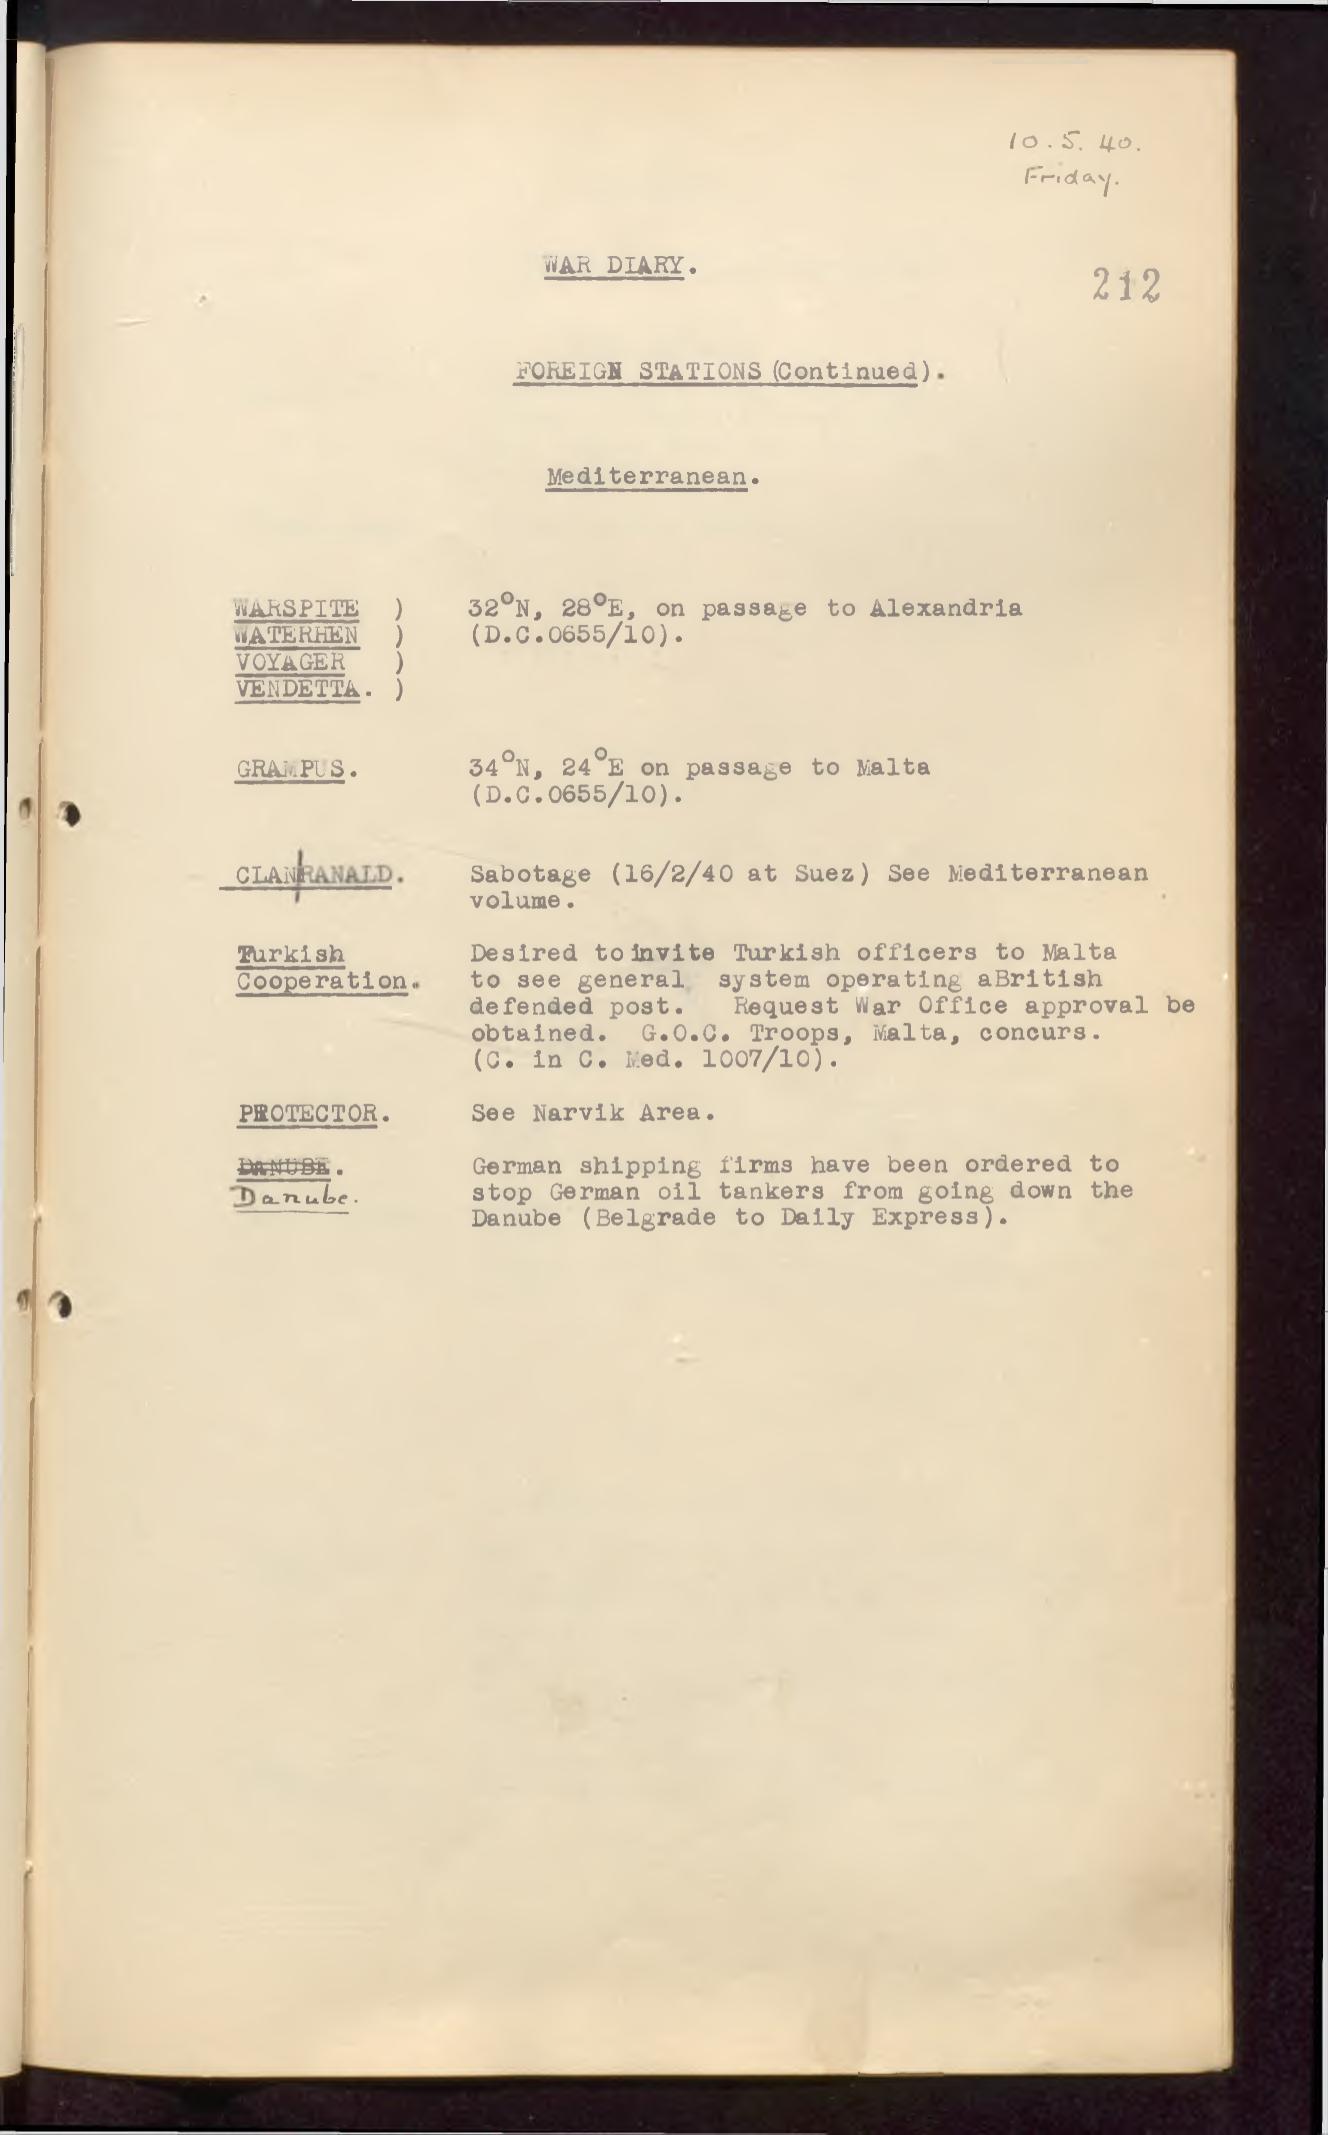 10.5.40.
Friday.
WAR DIARY.
212
FOREIGN STATIONS (Continued).
Mediterranean.
WARSPITE ) 32°N, 28°E, on passage to Alexandria
WATERHEN ) (D.C.0655/10).
VOYAGER )
VENDETTA. )
GRAMPUS. 34°N, 24°E on passage to Malta
(D.C.0655/10).
CLAN RANALD. Sabotage (16/2/40 at Suez) See Mediterranean
volume.
Turkish Desired to invite Turkish officers to Malta
Cooperation. to see general system operating aBritish
defended post. Request War Office approval be
obtained. G.O.C. Troops, Malta, concurs.
(C. in C. Med. 1007/10).
PROTECTOR. See Narvik Area.
DANUBE. German shipping firms have been ordered to
Danube. stop German oil tankers from going down the
Danube (Belgrade to Daily Express).